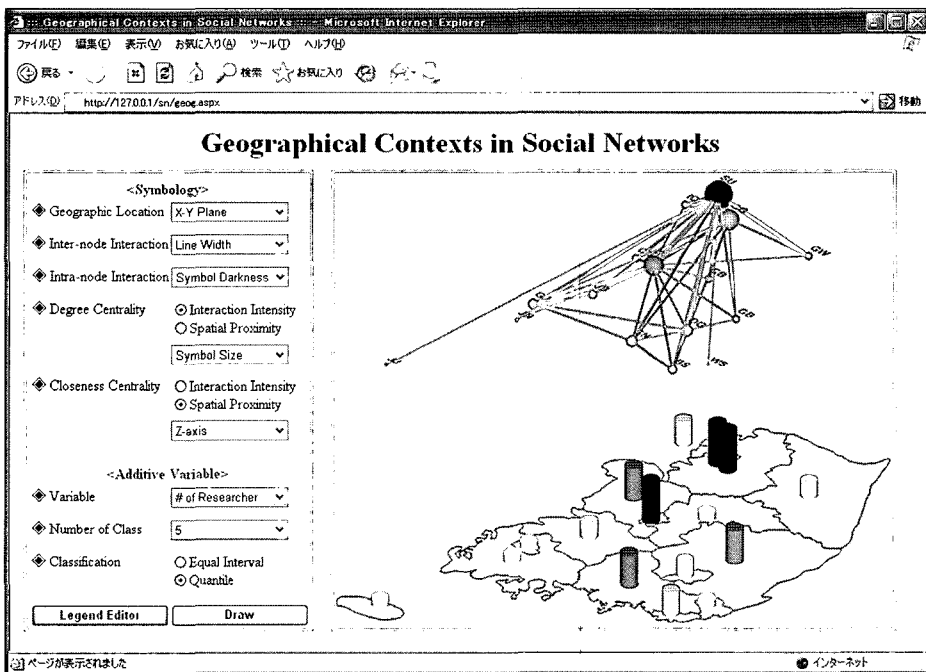 ::: Geographical Contexts in Social Networks ::: - Microsoft Internet Explorer
ファイル(F) 編集(E) 表示(V) お気に入り(A) ツール(T) ヘルプ(H)
戻る 検索 お気に入り
アドレス(D) http://127.0.0.1/sn/geog.aspx 移動
Geographical Contexts in Social Networks
<Symbology>
Geographic Location X-Y Plane
Inter-node Interaction Line Width
Intra-node Interaction Symbol Darkness
Degree Centrality Interaction Intensity
Spatial Proximity
Symbol Size
Closeness Centrality Interaction Intensity
Spatial Proximity
Z-axis
<Additive Variable>
Variable # of Researcher
Number of Class 5
Classification Equal Interval
Quantile
Legend Editor Draw
SU
GW
GB
ページが表示されました インターネット